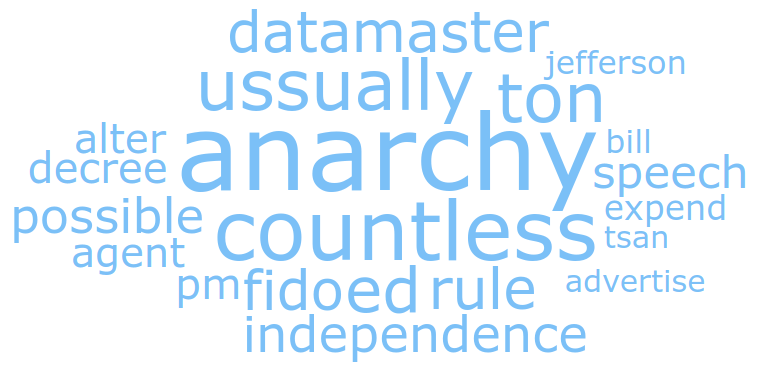 datamaster
jefferson
ussually ton
alter anarchy bill
decree speech
possible countless expend
agent tsan
pm fidoed rule advertise
independence